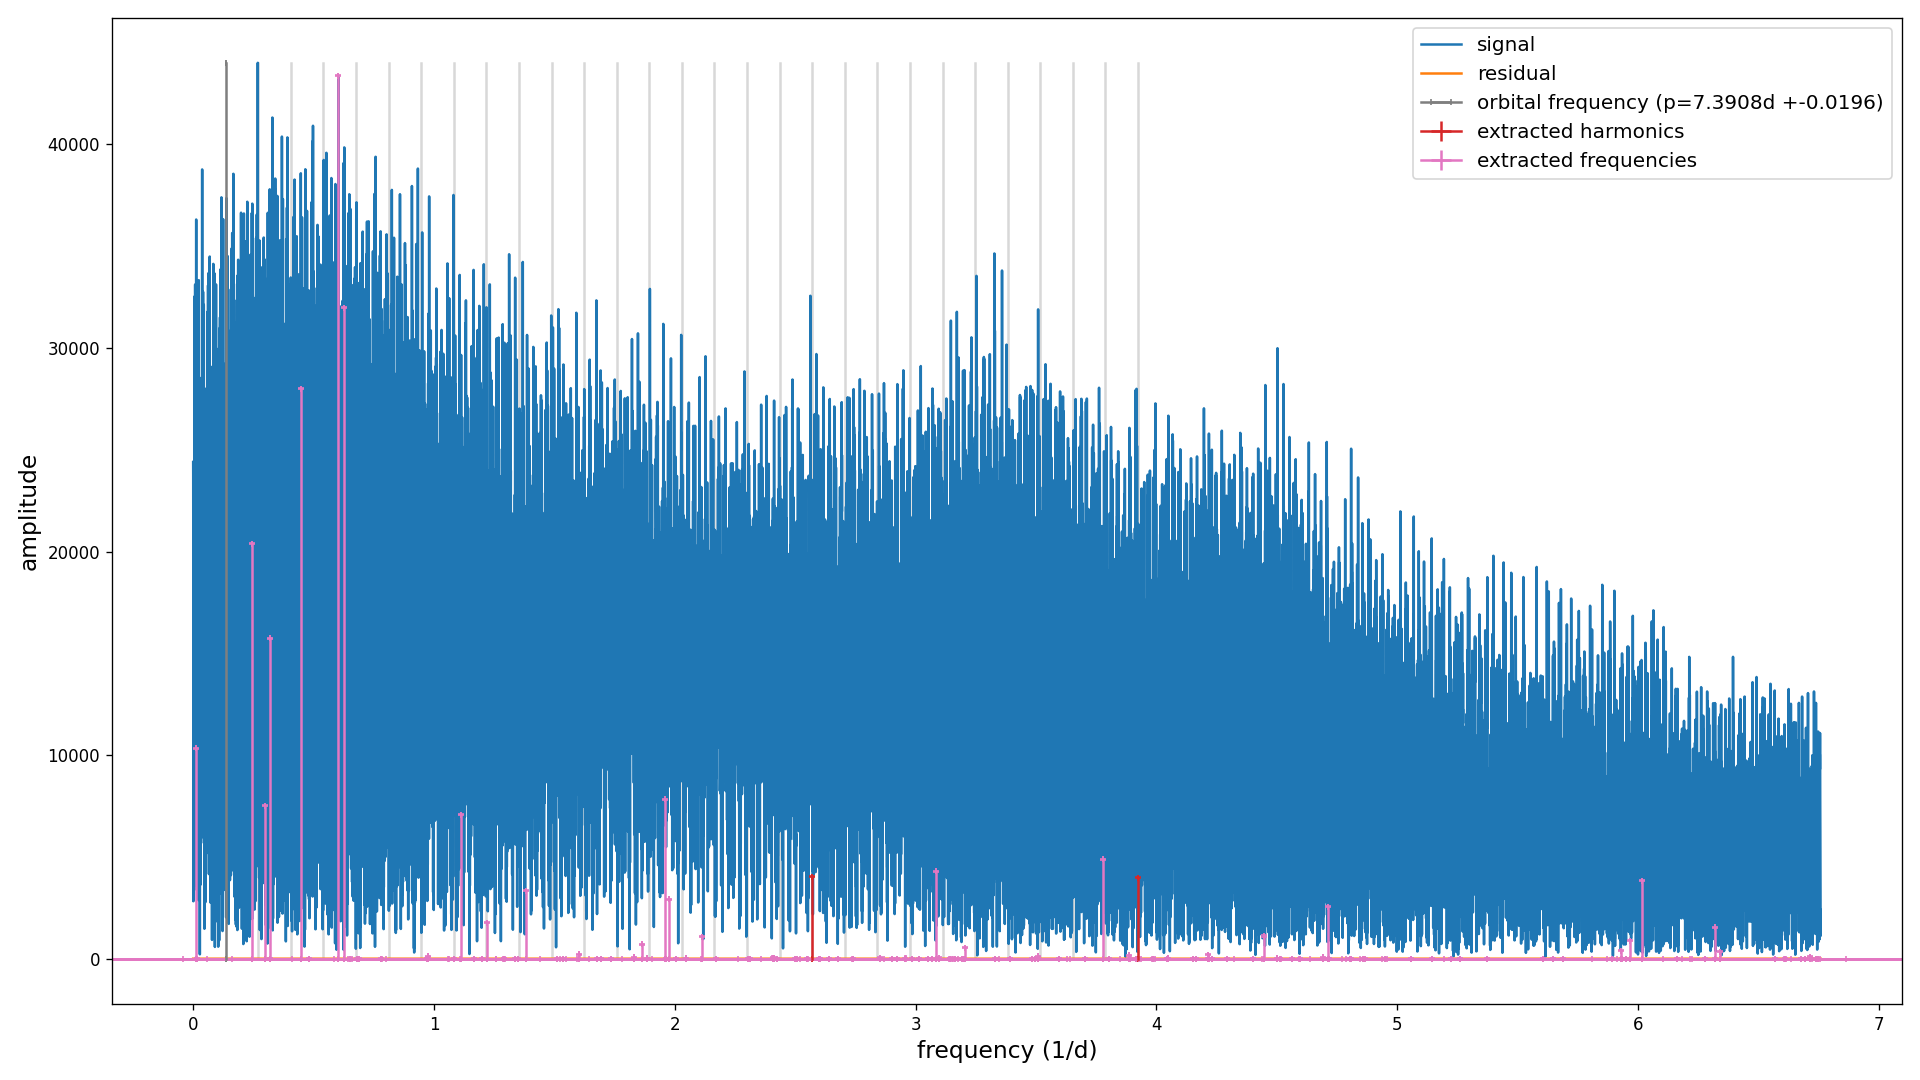 signal
residual
orbital frequency (p=7.3908d +-0.0196)
extracted harmonics
extracted frequencies
amplitude
40000
30000
20000
10000
0
0 1 2 3 4 5 6 7
frequency (1/d)